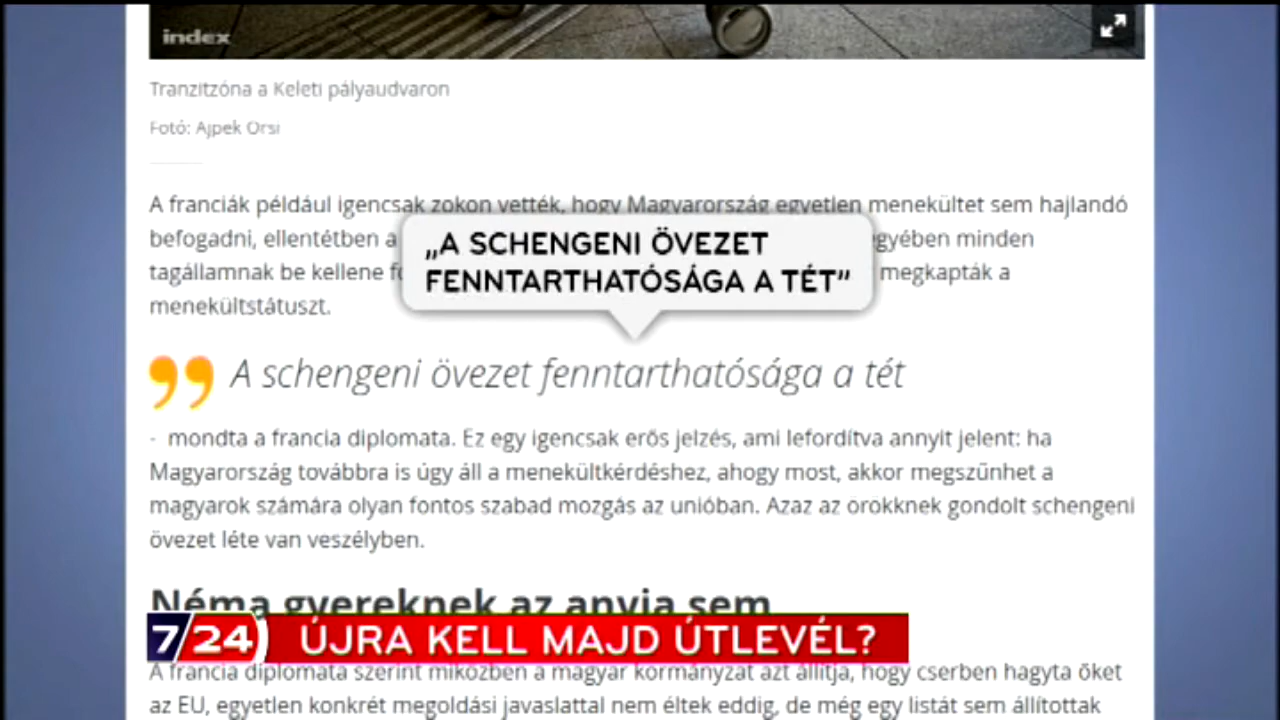 index
Tranzitzóna a Keleti pályaudvaron
Fotó: Ajpek Orsi
A franciák például igencsak zokon vették, hogy Magyarország egyetlen menekültet sem hajlandó
befogadni, ellentétben a
egyében minden
tagállamnak be kellene
megkapták a
menekültstátuszt.
„A SCHENGENI ÖVEZET
FENNTARTHATÓSÁGA A TÉT”
A schengeni övezet fenntarthatósága a tét
- mondta a francia diplomata. Ez egy igencsak erős jelzés, ami lefordítva annyit jelent: ha
Magyarország továbbra is úgy áll a menekültkérdéshez, ahogy most, akkor megszűnhet a
magyarok számára olyan fontos szabad mozgás az unióban. Azaz az örökknek gondolt schengeni
övezet léte van veszélyben.
Néma gyereknek az anyja sem
7/24) ÚJRA KELL MAJD ÚTLEVÉL?
A francia diplomata szerint miközben a magyar kormányzat azt állítja, hogy cserben hagyta őket
az EU, egyetlen konkrét megoldási javaslattal nem éltek eddig, de még egy listát sem állítottak